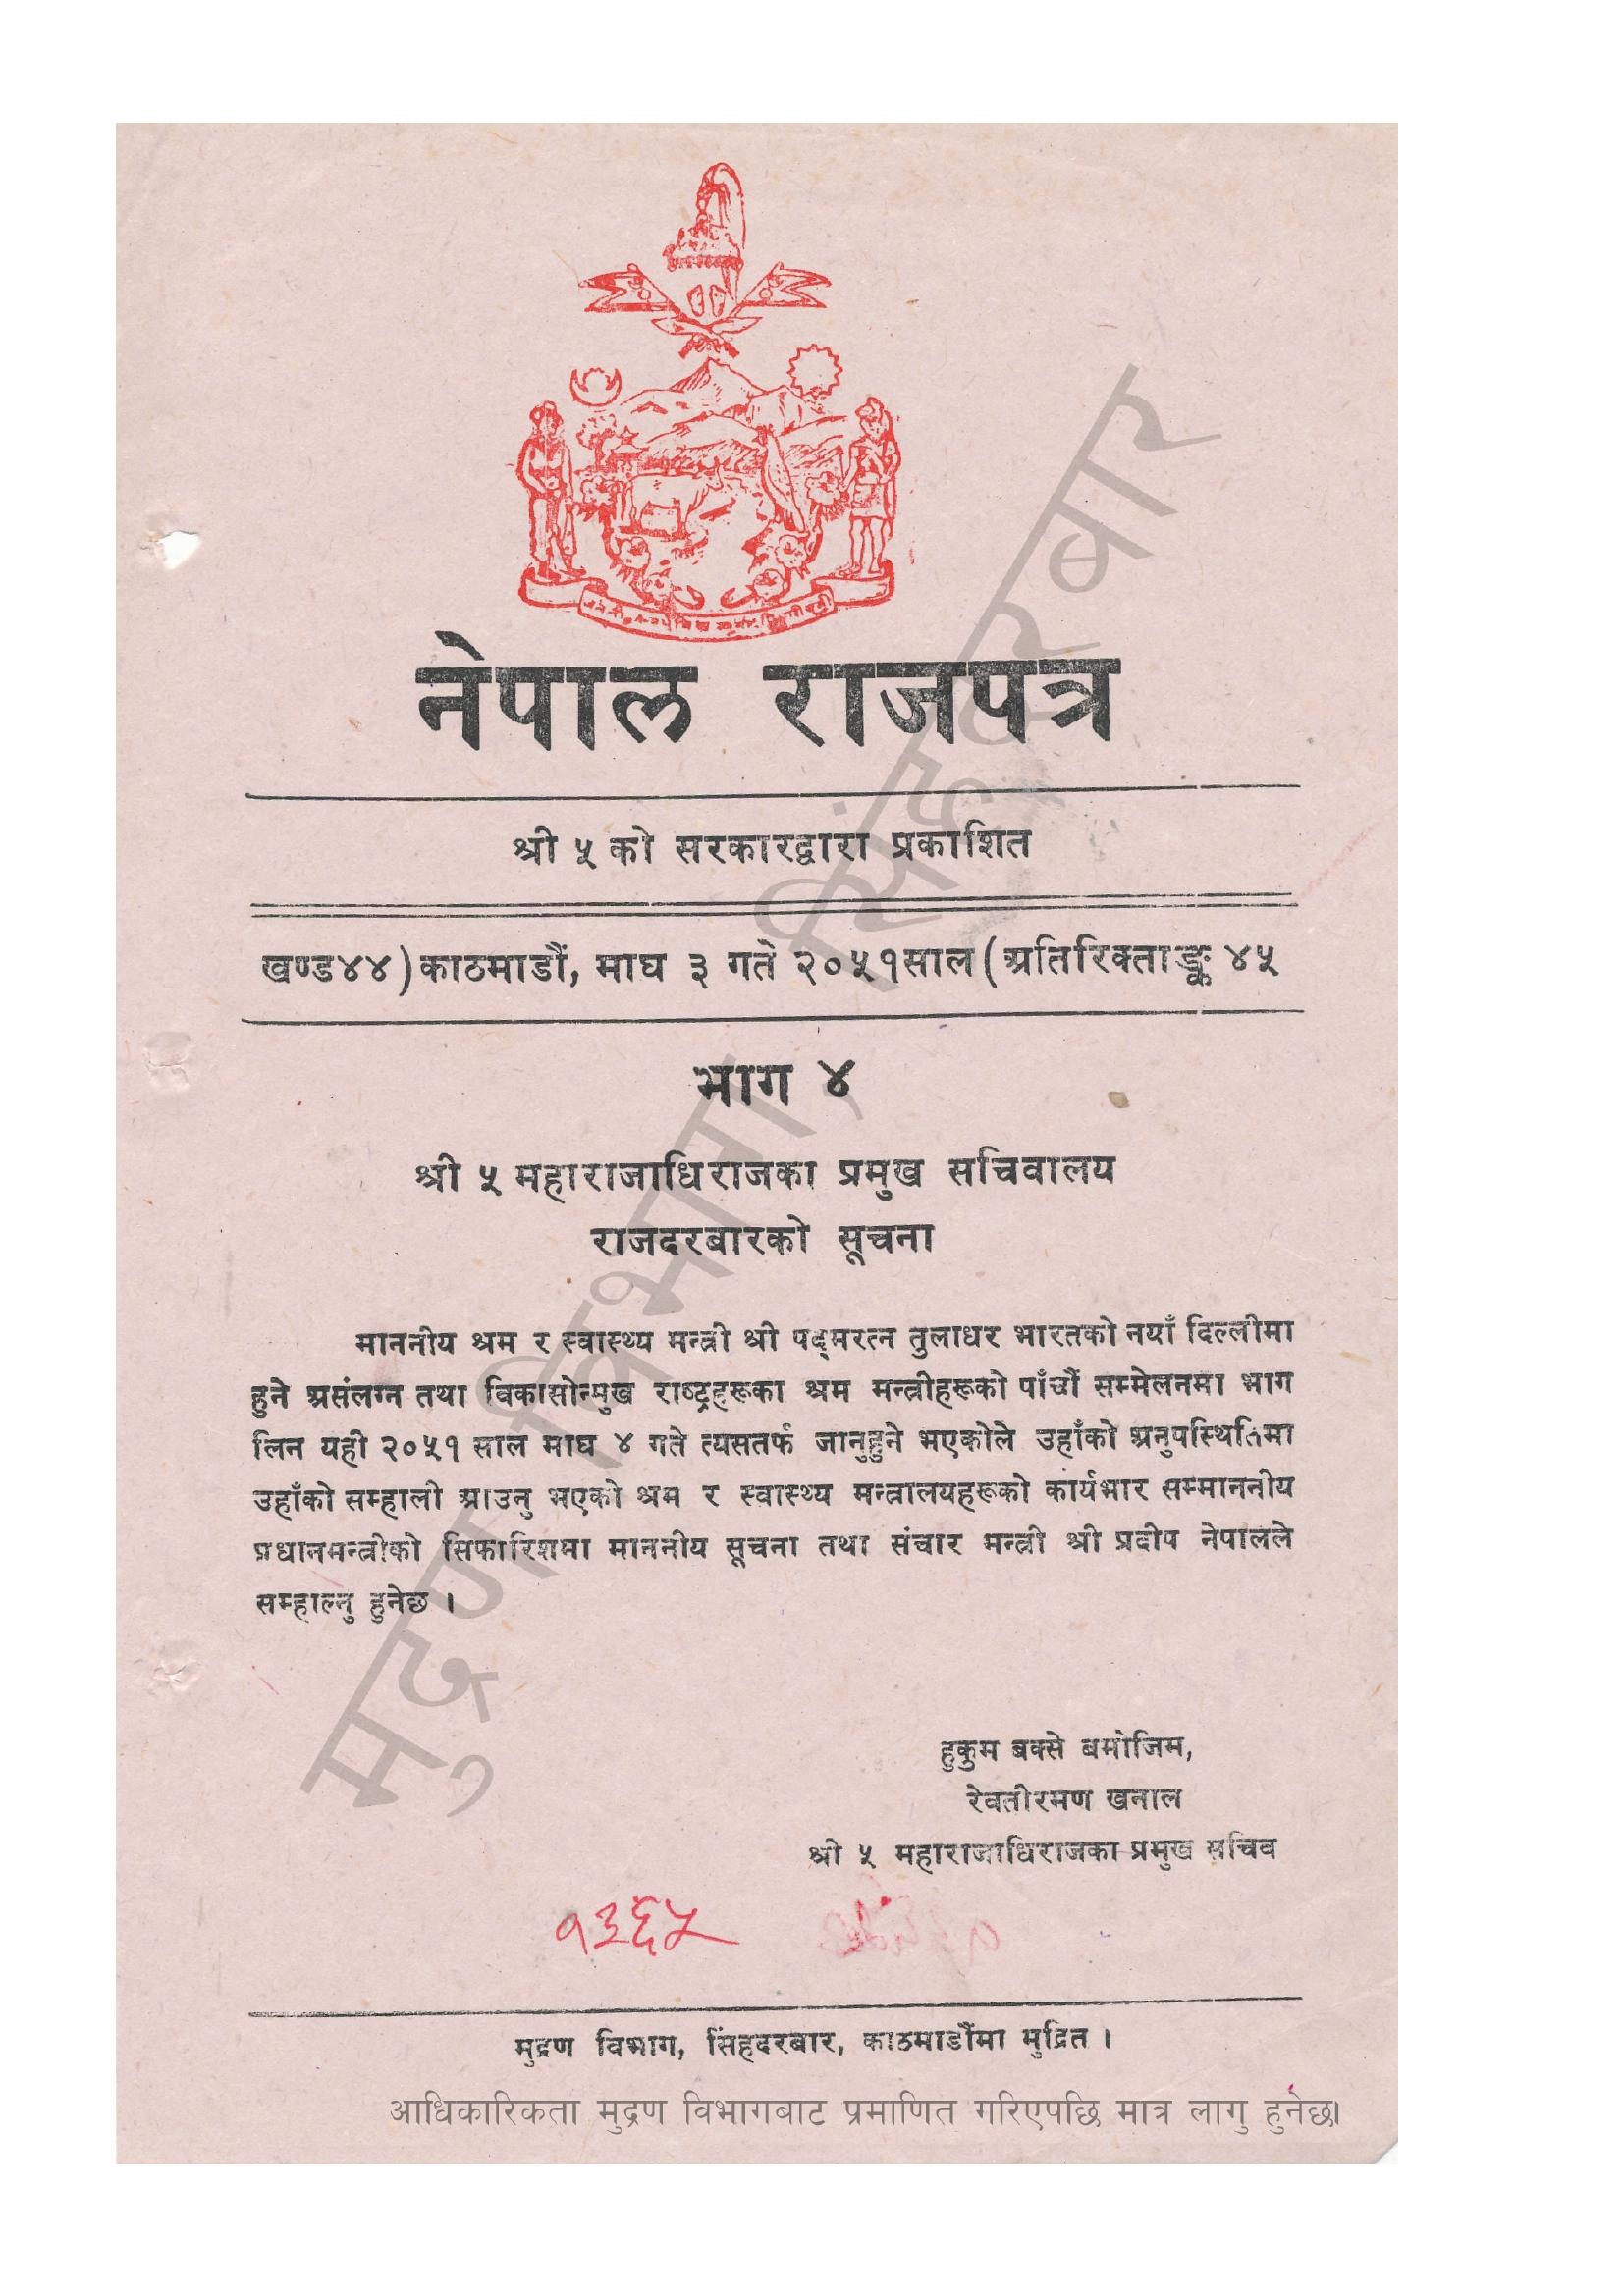 नेपाल राजपत्र
श्री ५ को सरकारद्वारा प्रकाशित
खण्ड४४)काठमाडौं, माघ ३ गते २०५१साल(अतिरिक्ताङ्क ४५
भाग ४
श्री ५ महाराजाधिराजका प्रमुख सचिवालय
राजदरबारको सूचना
माननीय श्रम र स्वास्थ्य मन्त्री श्री पद्मरत्न तुलाधर भारतको नयाँ दिल्लीमा
हुने असंलग्न तथा विकासोन्मुख राष्ट्रहरूका श्रम मन्त्रीहरूको पाँचौं सम्मेलनमा भाग
लिन यही २०५१ साल माघ ४ गते त्यसतर्फ जानुहुने भएकोले उहाँको अनुपस्थितिमा
उहाँको सम्हाली आउनु भएको श्रम र स्वास्थ्य मन्त्रालयहरूको कार्यभार सम्माननीय
प्रधानमन्त्रीको सिफारिशमा माननीय सूचना तथा संचार मन्त्री श्री प्रदीप नेपालले
सम्हाल्नु हुनेछ ।
हुकुम बक्से बमोजिम,
रेवतीरमण खनाल
श्री ५ महाराजाधिराजका प्रमुख सचिव
१३६५
मुद्रण विभाग, सिंहदरबार, काठमाडौंमा मुद्रित ।
आधिकारिकता मुद्रण विभागबाट प्रमाणित गरिएपछि मात्र लागु हुनेछ।
मुद्रण विभाग, सिंहदरबार